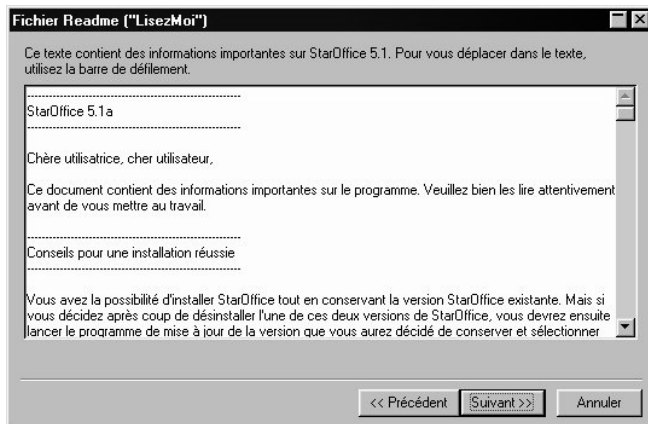 Fichier Readme ("LisezMoi")
Ce texte contient des informations importantes sur StarOffice 5.1. Pour vous déplacer dans le texte,
utilisez la barre de défilement.
------------------------------------------------------
StarOffice 5.1a
------------------------------------------------------
Chère utilisatrice, cher utilisateur,
Ce document contient des informations importantes sur le programme. Veuillez bien les lire attentivement
avant de vous mettre au travail.
------------------------------------------------------
Conseils pour une installation réussie
------------------------------------------------------
Vous avez la possibilité d'installer StarOffice tout en conservant la version StarOffice existante. Mais si
vous décidez après coup de désinstaller l'une de ces deux versions de StarOffice, vous devrez ensuite
lancer le programme de mise à jour de la version que vous aurez décidé de conserver et sélectionner
<< Précédent Suivant >> Annuler